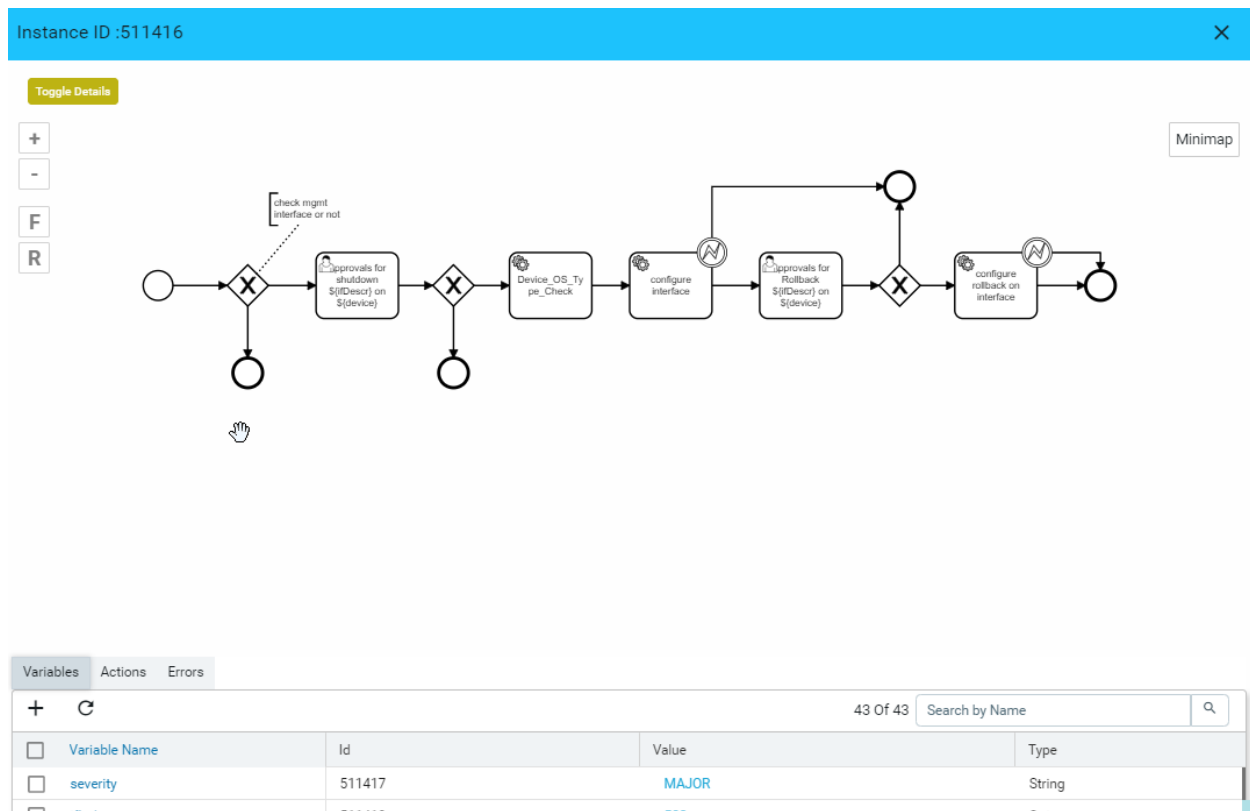 Instance ID :511416
Toggle Details
+
Minimap
-
F
R
check mgmt
interface or not
pprovals for
shutdown
${ifDescr} on
${device}
Device_OS_Ty
pe_Check
configure
interface
pprovals for
Rollback
${ifDescr} on
${device}
configure
rollback on
interface
Variables Actions Errors
43 Of 43 Search by Name
Variable Name Id Value Type
severity 511417 MAJOR String